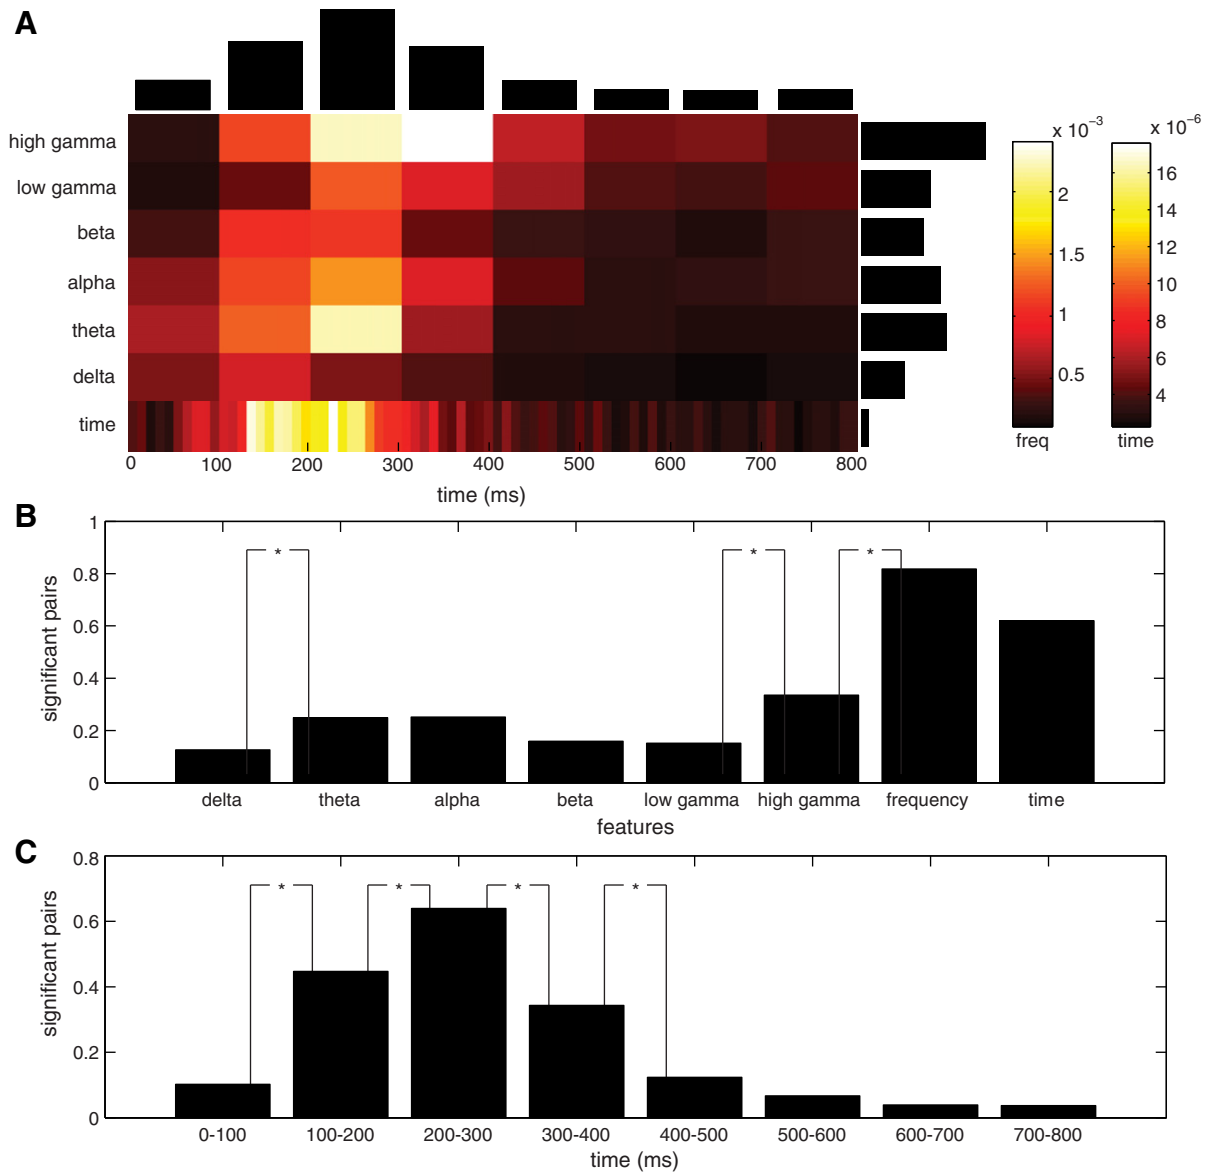 A
high gamma
low gamma
beta
alpha
theta
delta
time
0 100 200 300 400 500 600 700 800
time (ms)
x 10⁻³
2
1.5
1
0.5
freq
x 10⁻⁶
16
14
12
10
8
6
4
time
B
significant pairs
1
0.8
0.6
0.4
0.2
0
* * *
delta theta alpha beta low gamma high gamma frequency time
features
C
significant pairs
0.8
0.6
0.4
0.2
0
* * * *
0-100 100-200 200-300 300-400 400-500 500-600 600-700 700-800
time (ms)